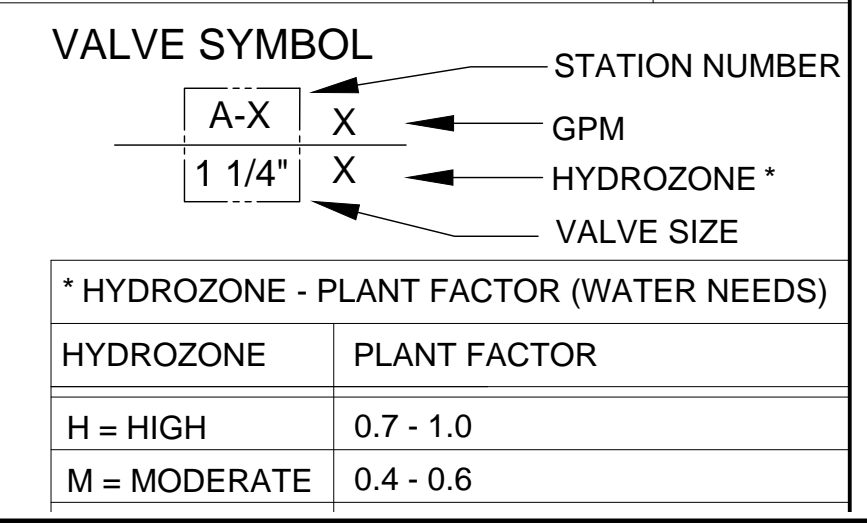 VALVE SYMBOL
STATION NUMBER
A-X X
GPM
1 1/4" X
HYDROZONE *
VALVE SIZE
* HYDROZONE - PLANT FACTOR (WATER NEEDS)
HYDROZONE PLANT FACTOR
H = HIGH 0.7 - 1.0
M = MODERATE 0.4 - 0.6